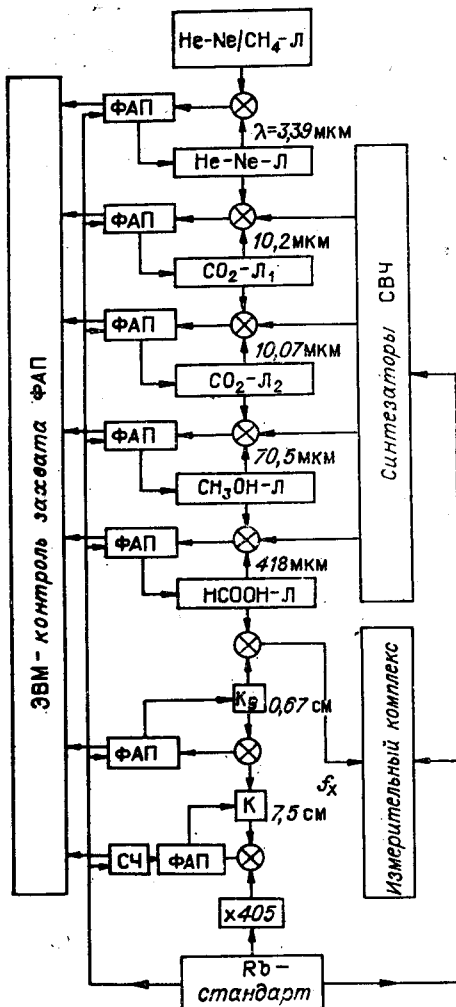 He-Ne/CH₄-Л
ФАП
λ=3,39 мкм
He-Ne-Л
ФАП
10,2 мкм
CO₂-Л₁
ФАП
10,07 мкм
CO₂-Л₂
ФАП
70,5 мкм
CH₃OH-Л
ФАП
418 мкм
HCOOH-Л
Кв
0,67 см
ФАП
К
7,5 см
СЧ
ФАП
×405
Rb-
стандарт
fx
ЭВМ-контроль захвата ФАП
Синтезаторы СВЧ
Измерительный комплекс